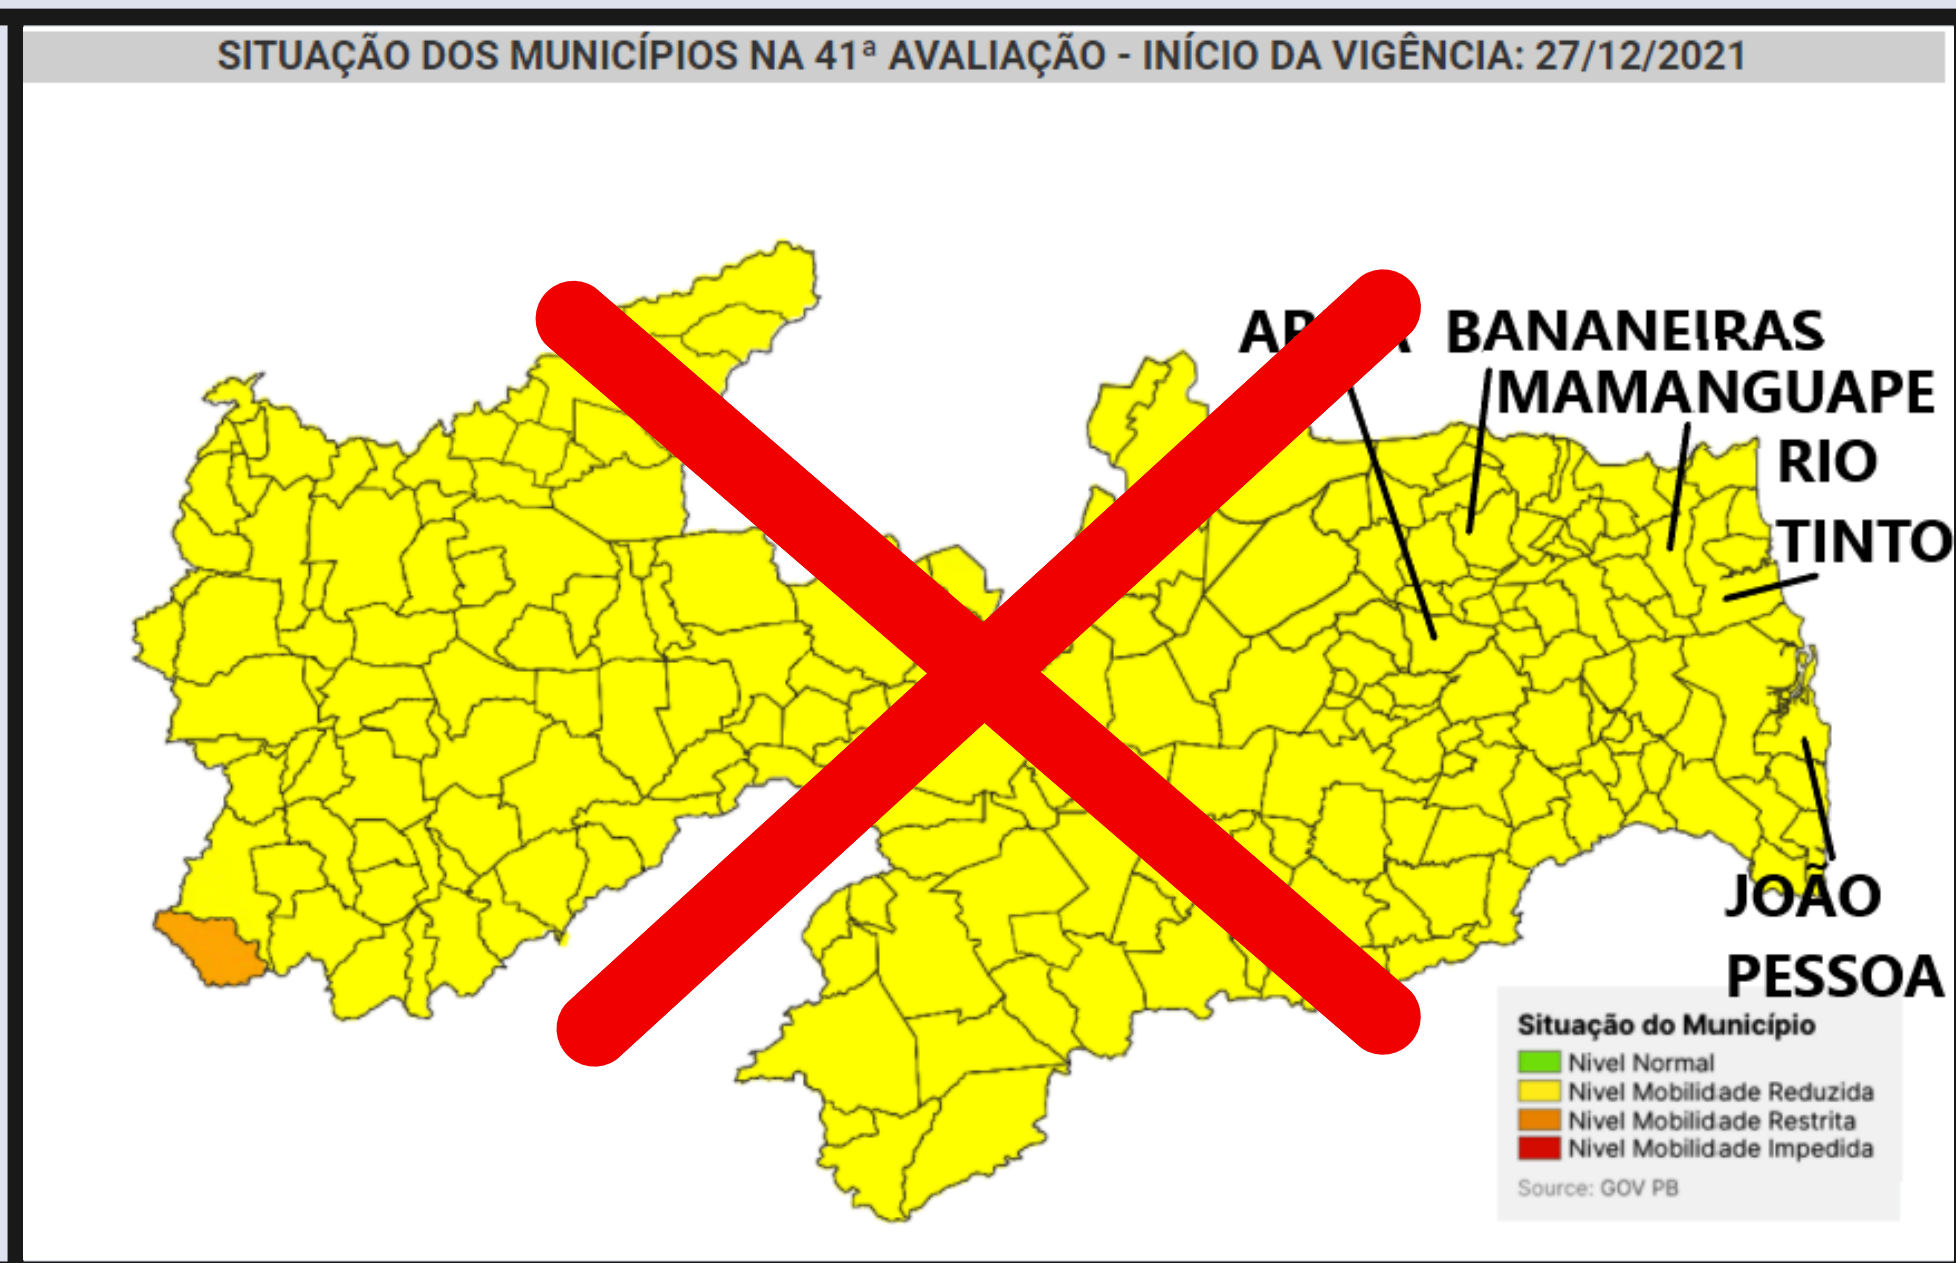 SITUAÇÃO DOS MUNICÍPIOS NA 41ª AVALIAÇÃO - INÍCIO DA VIGÊNCIA: 27/12/2021
BANANEIRAS
MAMANGUAPE
RIO
TINTO
JOÃO
PESSOA
Situação do Município
Nivel Normal
Nivel Mobilidade Reduzida
Nivel Mobilidade Restrita
Nivel Mobilidade Impedida
Source: GOV PB